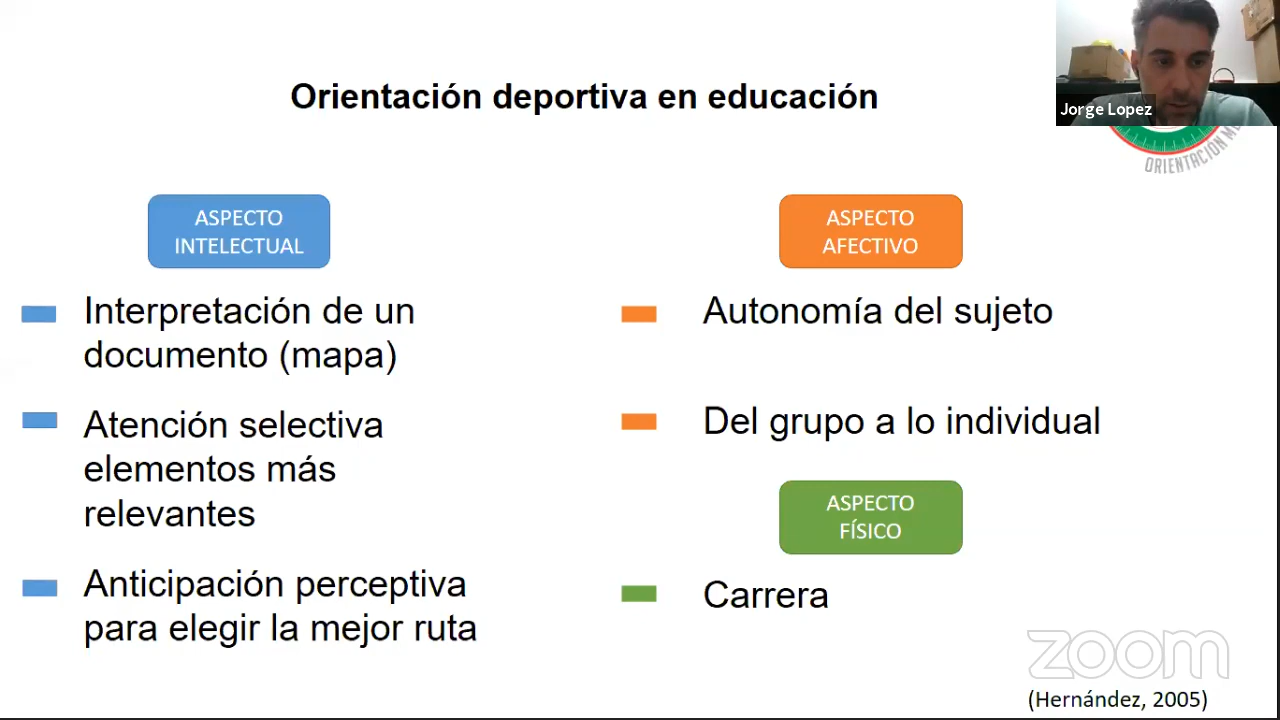 Orientación deportiva en educación
Jorge Lopez
ORIENTACIÓN
ASPECTO
INTELECTUAL
Interpretación de un
documento (mapa)
Atención selectiva
elementos más
relevantes
Anticipación perceptiva
para elegir la mejor ruta
ASPECTO
AFECTIVO
Autonomía del sujeto
Del grupo a lo individual
ASPECTO
FÍSICO
Carrera
zoom
(Hernández, 2005)